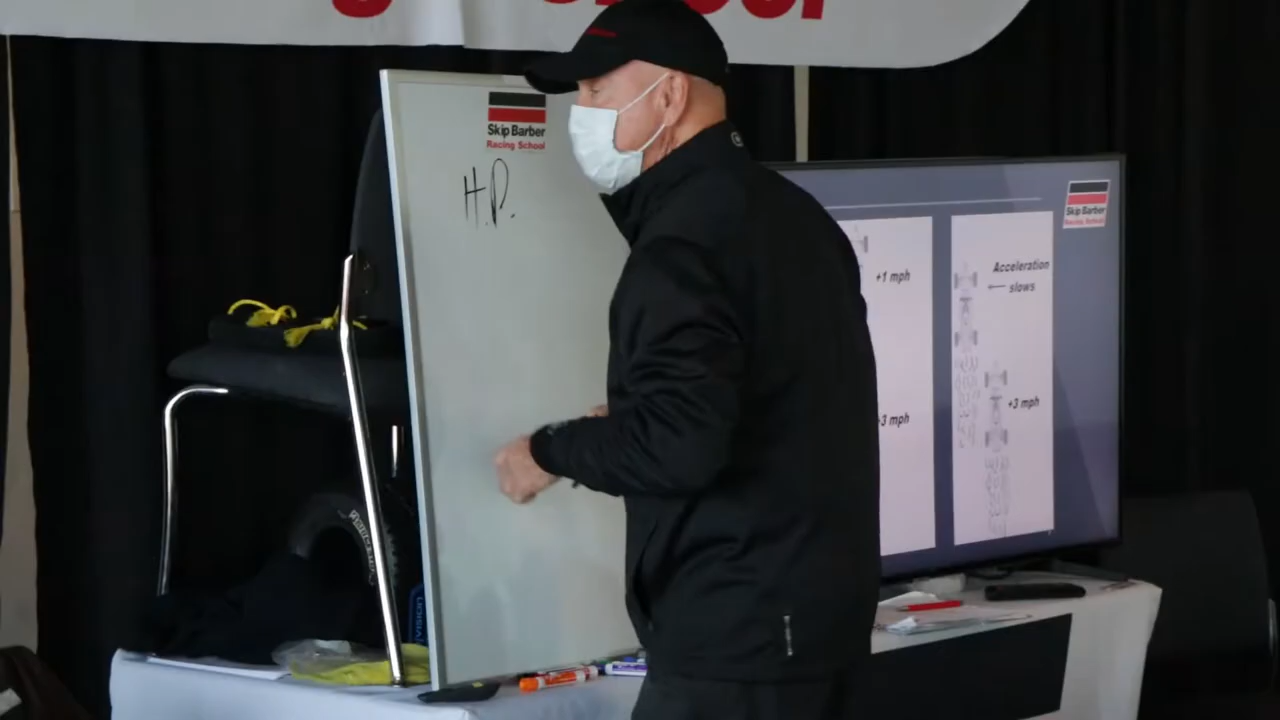 Skip Barber
Racing School
H.P.
Skip Barber
Racing School
+1 mph
Acceleration
slows
+3 mph
3 mph